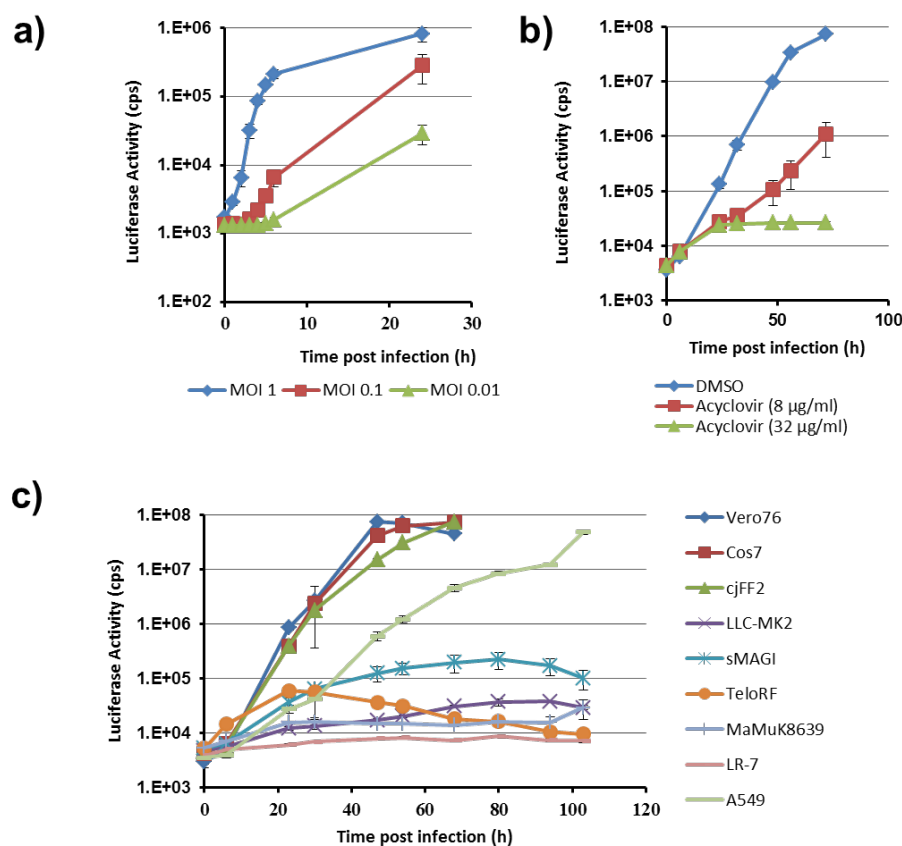 a)
1.E+06
1.E+05
1.E+04
1.E+03
1.E+02
Luciferase Activity (cps)
0
10
20
30
Time post infection (h)
MOI 1
MOI 0.1
MOI 0.01
b)
1.E+08
1.E+07
1.E+06
1.E+05
1.E+04
1.E+03
Luciferase Activity (cps)
0
50
100
Time post infection (h)
DMSO
Acyclovir (8 µg/ml)
Acyclovir (32 µg/ml)
c)
1.E+08
1.E+07
1.E+06
1.E+05
1.E+04
1.E+03
Luciferase Activity (cps)
0
20
40
60
80
100
120
Time post infection (h)
Vero76
Cos7
cjFF2
LLC-MK2
sMAGI
TeloRF
MaMuK8639
LR-7
A549